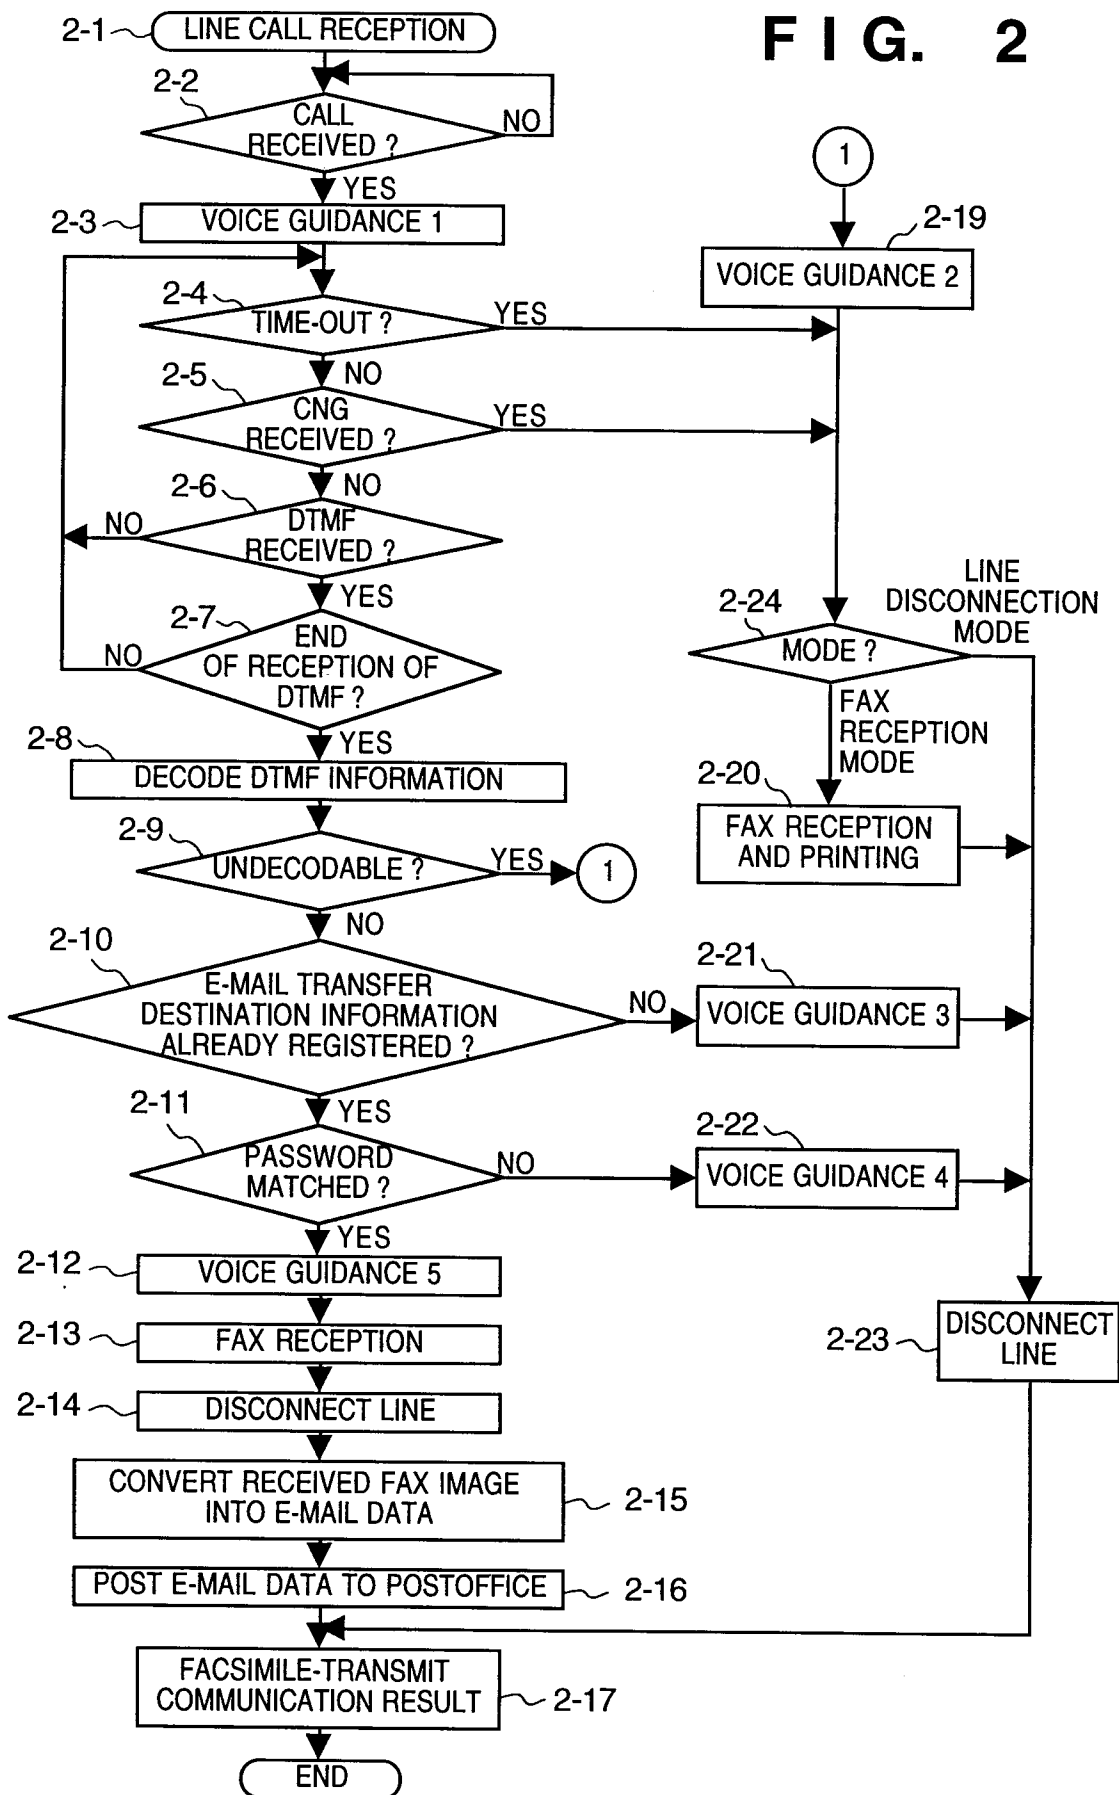 FIG. 2
2-1
LINE CALL RECEPTION
2-2
CALL
RECEIVED ?
NO
YES
2-3
VOICE GUIDANCE 1
2-4
TIME-OUT ?
YES
NO
2-5
CNG
RECEIVED ?
YES
NO
2-6
DTMF
RECEIVED ?
NO
YES
2-7
END
OF RECEPTION OF
DTMF ?
NO
YES
2-8
DECODE DTMF INFORMATION
2-9
UNDECODABLE ?
YES
1
NO
2-10
E-MAIL TRANSFER
DESTINATION INFORMATION
ALREADY REGISTERED ?
NO
YES
2-11
PASSWORD
MATCHED ?
NO
YES
2-12
VOICE GUIDANCE 5
2-13
FAX RECEPTION
2-14
DISCONNECT LINE
CONVERT RECEIVED FAX IMAGE
INTO E-MAIL DATA
2-15
POST E-MAIL DATA TO POSTOFFICE
2-16
FACSIMILE-TRANSMIT
COMMUNICATION RESULT
2-17
END
1
2-19
VOICE GUIDANCE 2
2-24
MODE ?
LINE
DISCONNECTION
MODE
FAX
RECEPTION
MODE
2-20
FAX RECEPTION
AND PRINTING
2-21
VOICE GUIDANCE 3
2-22
VOICE GUIDANCE 4
2-23
DISCONNECT
LINE